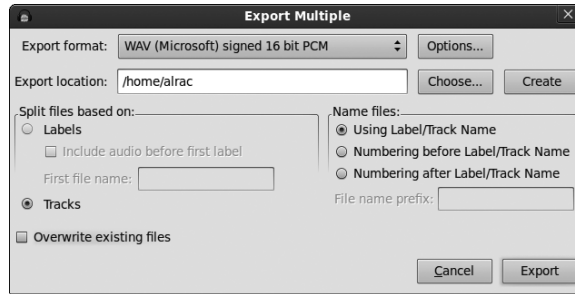 Export Multiple
Export format: WAV (Microsoft) signed 16 bit PCM Options...
Export location: /home/alrac Choose... Create
Split files based on:
Labels
Include audio before first label
First file name:
Tracks
Overwrite existing files
Name files:
Using Label/Track Name
Numbering before Label/Track Name
Numbering after Label/Track Name
File name prefix:
Cancel Export